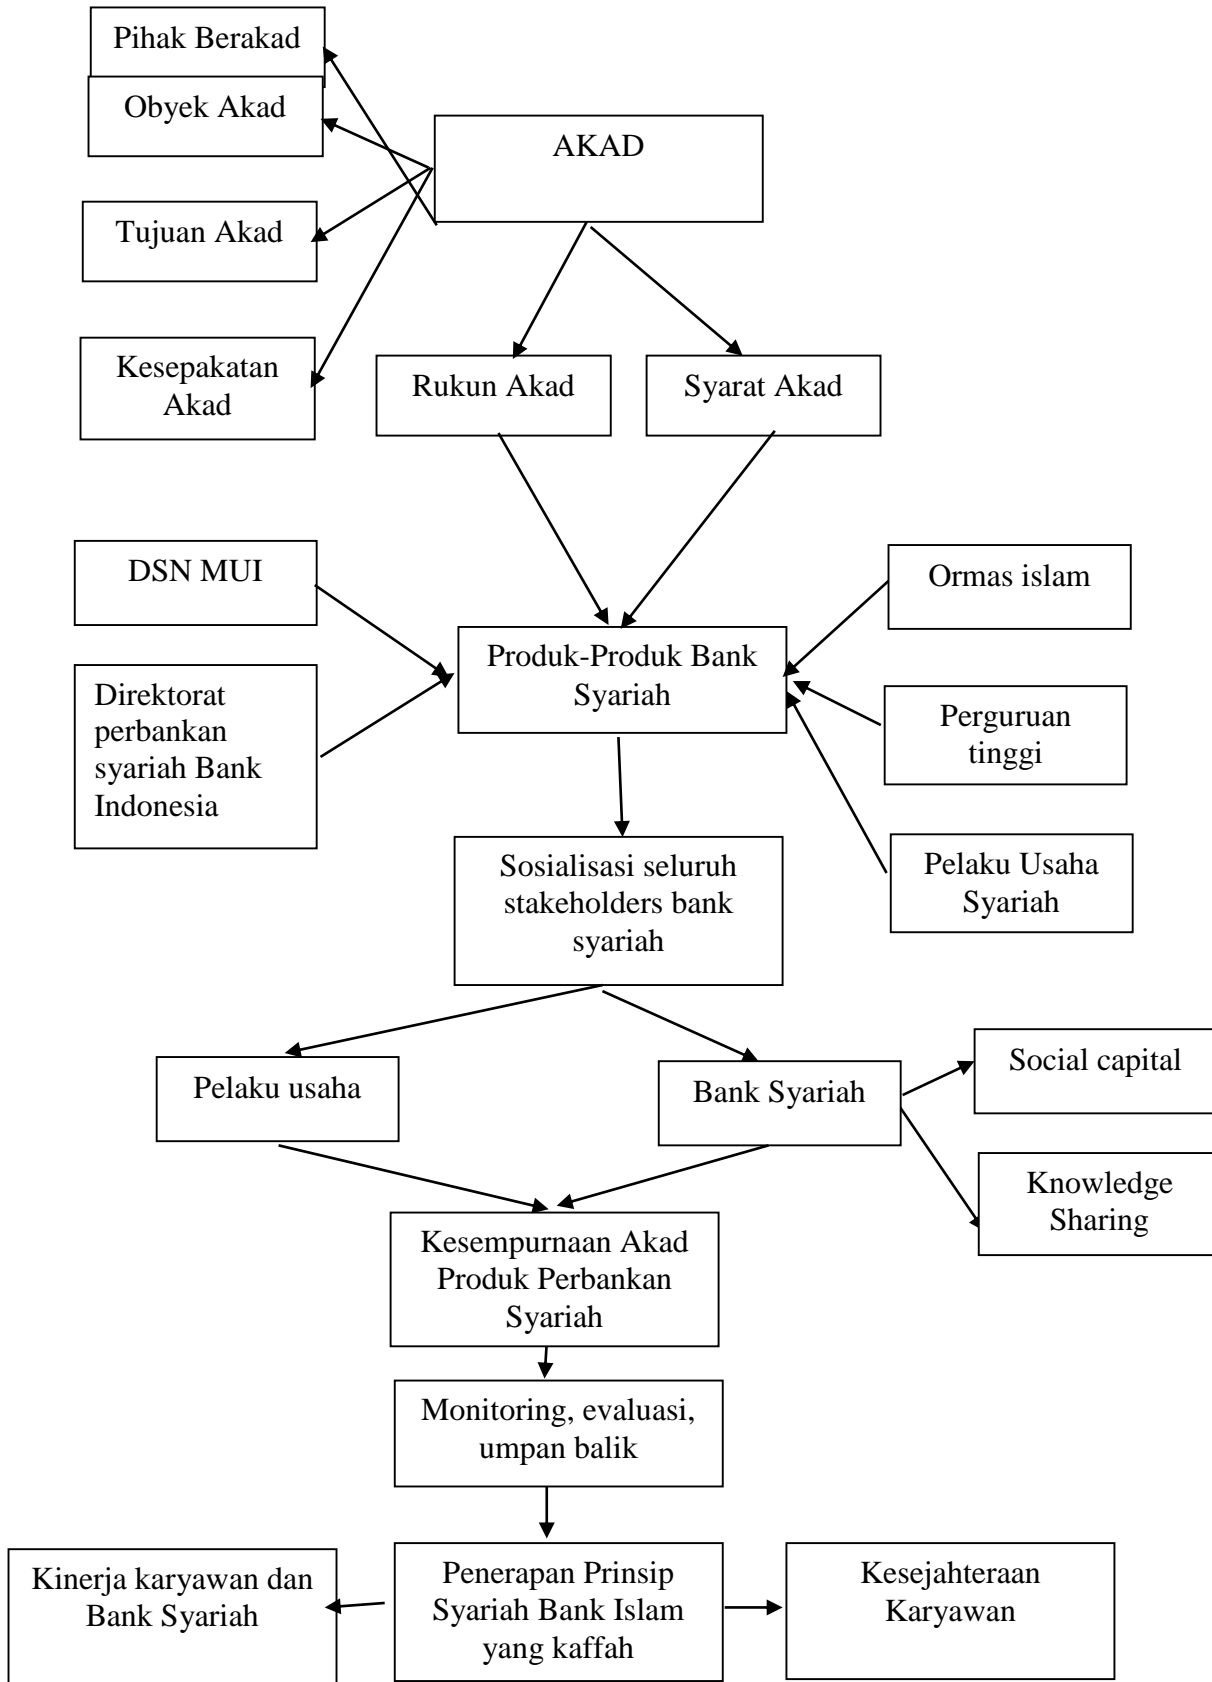 Pihak Berakad
Obyek Akad
AKAD
Tujuan Akad
Kesepakatan
Akad
Rukun Akad
Syarat Akad
DSN MUI
Ormas islam
Produk-Produk Bank
Syariah
Direktorat
perbankan
syariah Bank
Indonesia
Perguruan
tinggi
Sosialisasi seluruh
stakeholders bank
syariah
Pelaku Usaha
Syariah
Pelaku usaha
Bank Syariah
Social capital
Knowledge
Sharing
Kesempurnaan Akad
Produk Perbankan
Syariah
Monitoring, evaluasi,
umpan balik
Kinerja karyawan dan
Bank Syariah
Penerapan Prinsip
Syariah Bank Islam
yang kaffah
Kesejahteraan
Karyawan